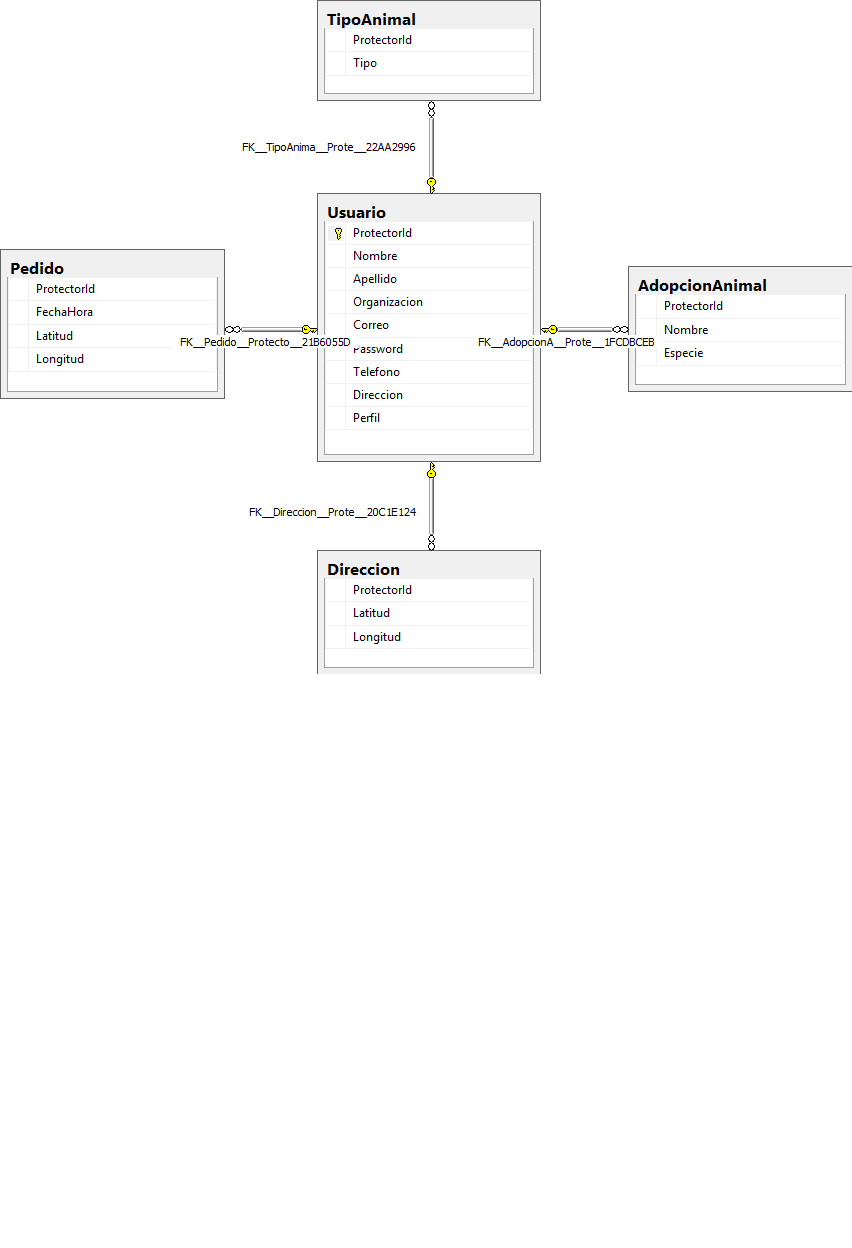 TipoAnimal
ProtectorId
Tipo
FK__TipoAnima__Prote__22AA2996
Usuario
ProtectorId
Nombre
Apellido
Organizacion
Correo
Password
Telefono
Direccion
Perfil
Pedido
ProtectorId
FechaHora
Latitud
Longitud
FK__Pedido__Protecto__21B6055D
AdopcionAnimal
ProtectorId
Nombre
Especie
FK__AdopcionA__Prote__1FCDBCEB
FK__Direccion__Prote__20C1E124
Direccion
ProtectorId
Latitud
Longitud